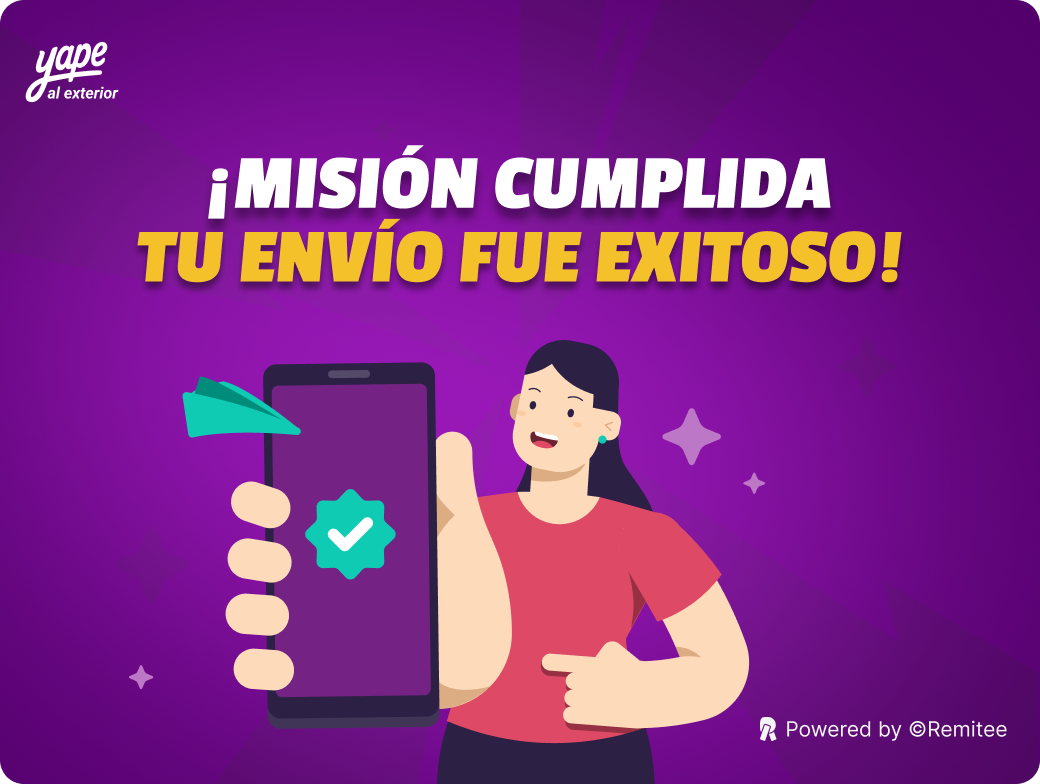 yape
al exterior
¡MISIÓN CUMPLIDA
TU ENVÍO FUE EXITOSO!
Powered by ©Remitee